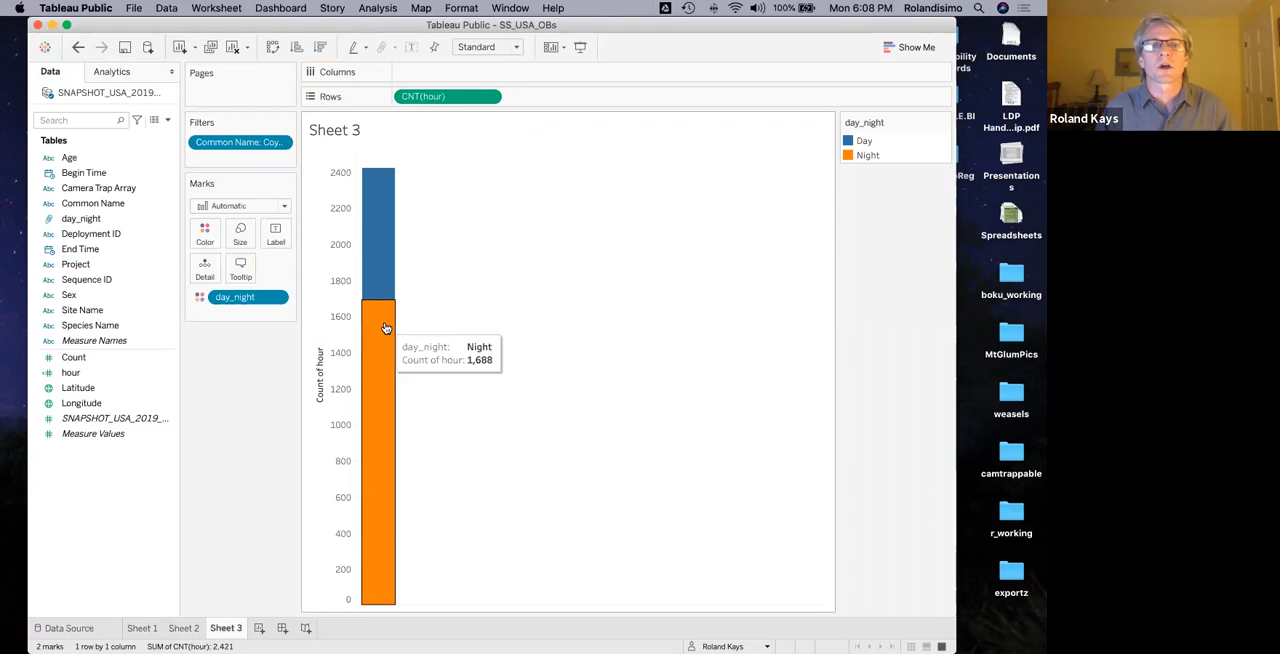 Tableau Public File Data Worksheet Dashboard Story Analysis Map Format Window Help 100% Mon 6:08 PM Rolandisimo
Tableau Public - SS_USA_OBs
Standard
Show Me
Data Analytics
Pages
Columns
SNAPSHOT_USA_2019...
Rows CNT(hour)
Search
Filters
Sheet 3
day_night
Tables
Common Name: Coy..
Day
Night
Age
Begin Time
Camera Trap Array
Common Name
day_night
Deployment ID
End Time
Project
Sequence ID
Sex
Site Name
Species Name
Measure Names
Count
hour
Latitude
Longitude
SNAPSHOT_USA_2019_...
Measure Values
Marks
Automatic
Color Size Label
Detail Tooltip
day_night
2400
2200
2000
1800
1600
1400
1200
1000
800
600
400
200
0
Count of hour
day_night: Night
Count of hour: 1,688
Data Source Sheet 1 Sheet 2 Sheet 3
2 marks 1 row by 1 column SUM of CNT(hour): 2,421 Roland Kays
Documents
LDP
Hand...ip.pdf
Presentation
s
Spreadsheets
boku_working
MtGlumPics
weasels
camtrappable
r_working
exportz
bility
rds
LE.BI
pReg
Roland Kays